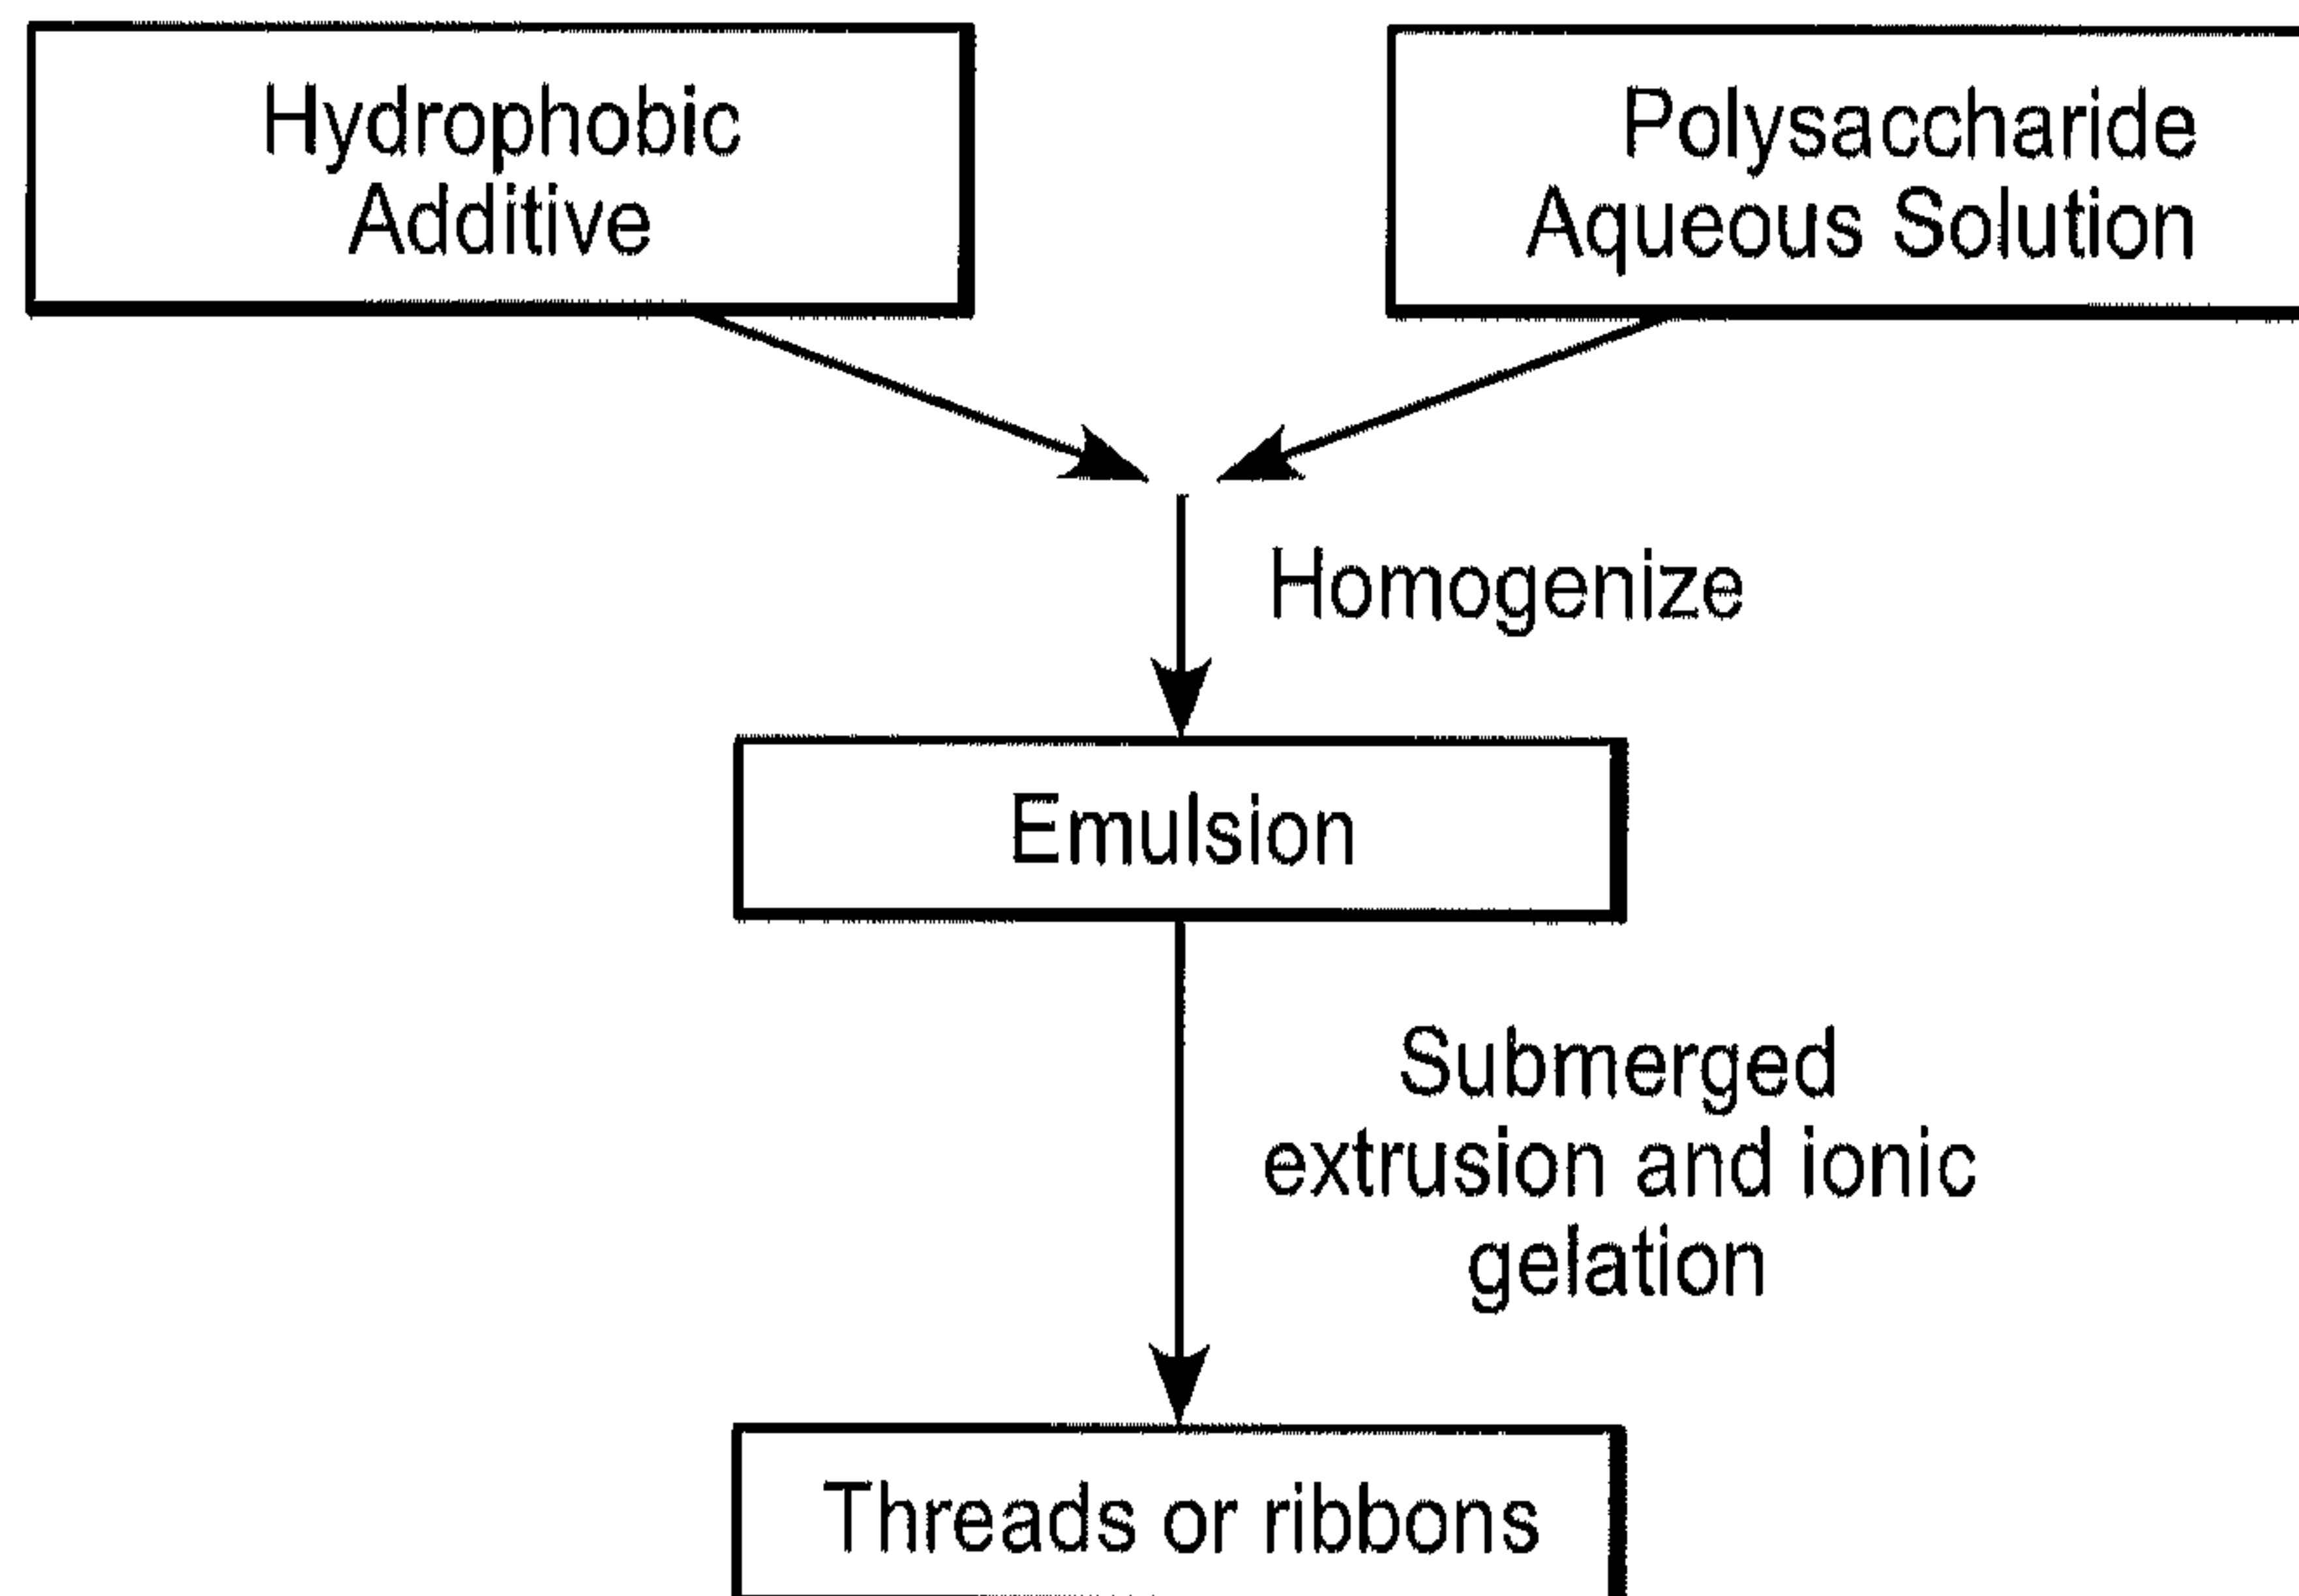 Hydrophobic
Additive
Polysaccharide
Aqueous Solution
Homogenize
Emulsion
Submerged
extrusion and ionic
gelation
Threads or ribbons